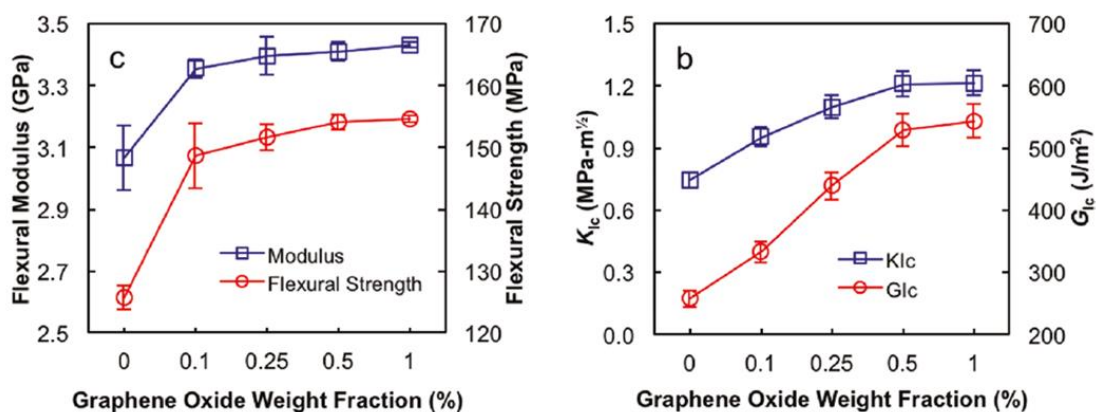 c
Flexural Modulus (GPa)
3.5
3.3
3.1
2.9
2.7
2.5
170
160
150
140
130
120
Flexural Strength (MPa)
Modulus
Flexural Strength
0 0.1 0.25 0.5 1
Graphene Oxide Weight Fraction (%)
b
K_Ic (MPa-m^½)
1.5
1.2
0.9
0.6
0.3
0.0
700
600
500
400
300
200
G_Ic (J/m²)
KIc
GIc
0 0.1 0.25 0.5 1
Graphene Oxide Weight Fraction (%)